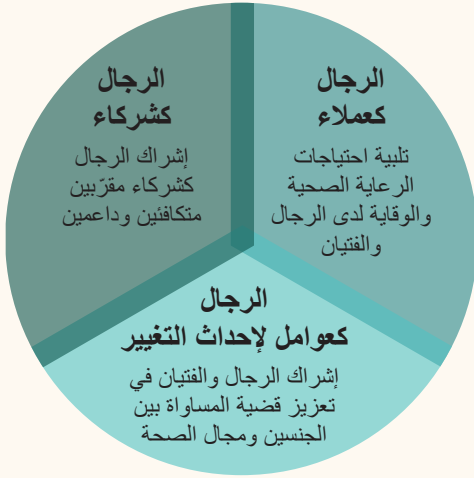 الرجال
كعملاء
تلبية احتياجات
الرعاية الصحية
والوقاية لدى الرجال
والفتيان
الرجال
كشركاء
إشراك الرجال
كشركاء مقرّبين
متكافئين وداعمين
الرجال
كعوامل لإحداث التغيير
إشراك الرجال والفتيان في
تعزيز قضية المساواة بين
الجنسين ومجال الصحة